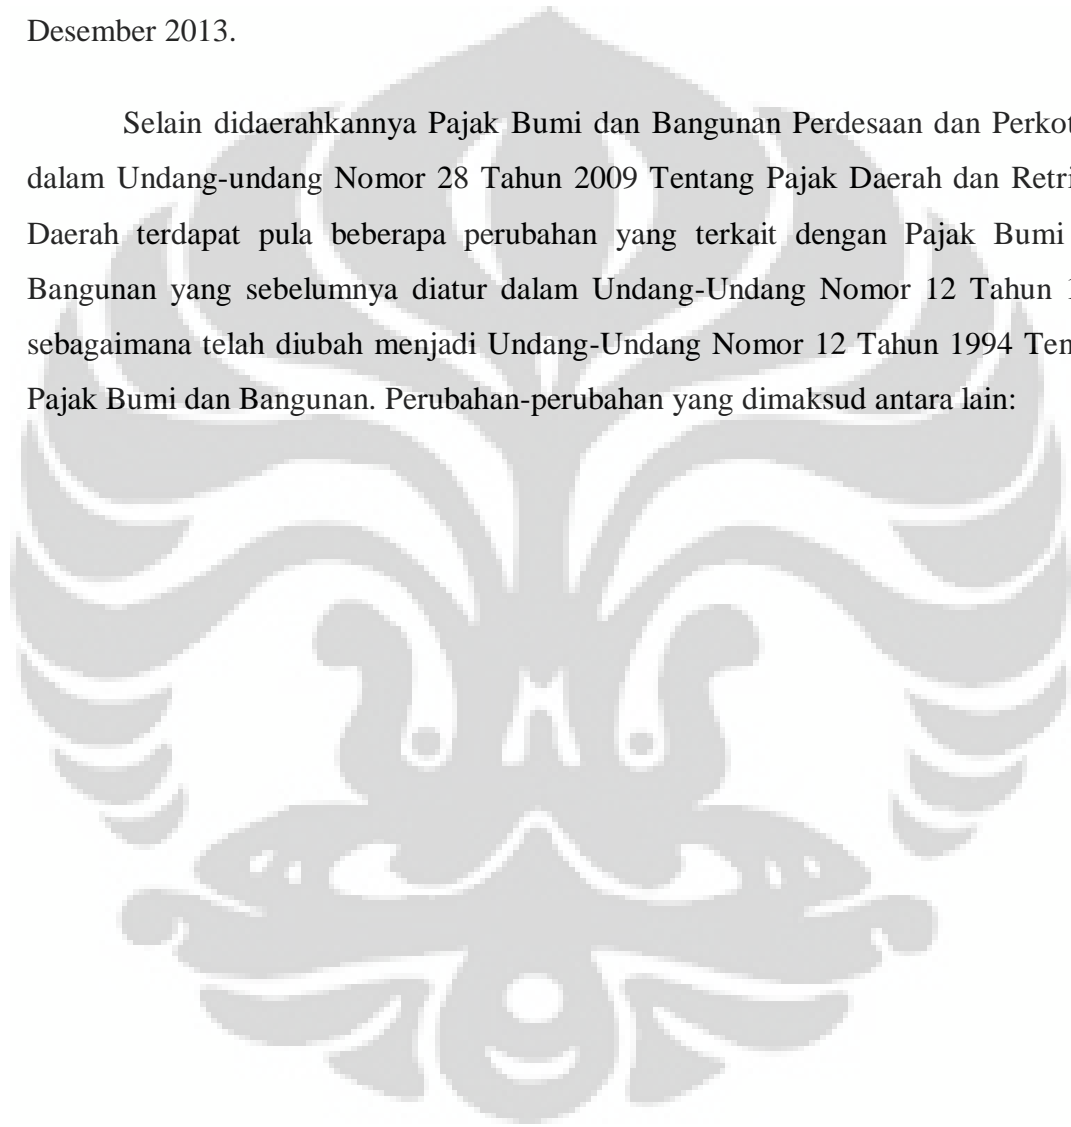 Desember 2013.
Selain didaerahkannya Pajak Bumi dan Bangunan Perdesaan dan Perkot
dalam Undang-undang Nomor 28 Tahun 2009 Tentang Pajak Daerah dan Retri
Daerah terdapat pula beberapa perubahan yang terkait dengan Pajak Bumi
Bangunan yang sebelumnya diatur dalam Undang-Undang Nomor 12 Tahun
sebagaimana telah diubah menjadi Undang-Undang Nomor 12 Tahun 1994 Ten
Pajak Bumi dan Bangunan. Perubahan-perubahan yang dimaksud antara lain: